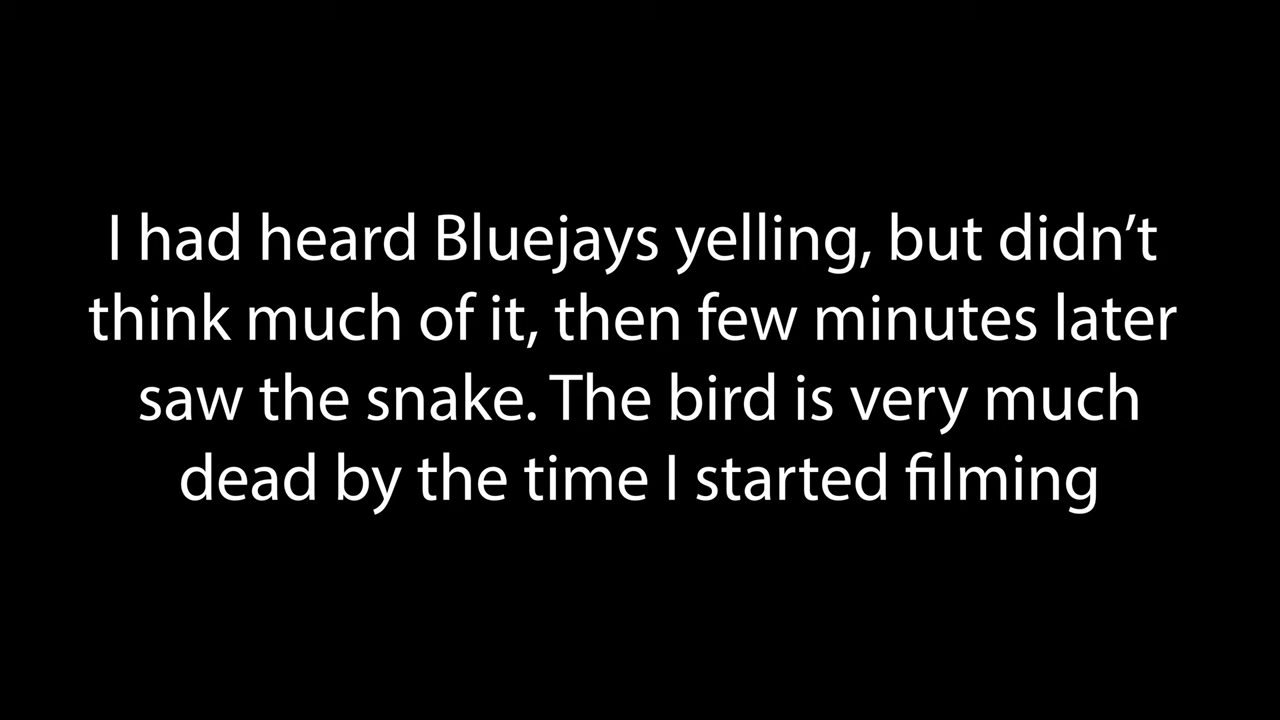 I had heard Bluejays yelling, but didn’t
think much of it, then few minutes later
saw the snake. The bird is very much
dead by the time I started filming